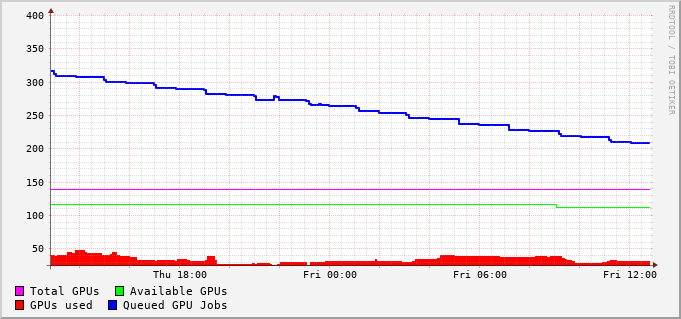 400
350
300
250
200
150
100
50
Thu 18:00 Fri 00:00 Fri 06:00 Fri 12:00
Total GPUs Available GPUs
GPUs used Queued GPU Jobs
RRDTOOL / TOBI OETIKER